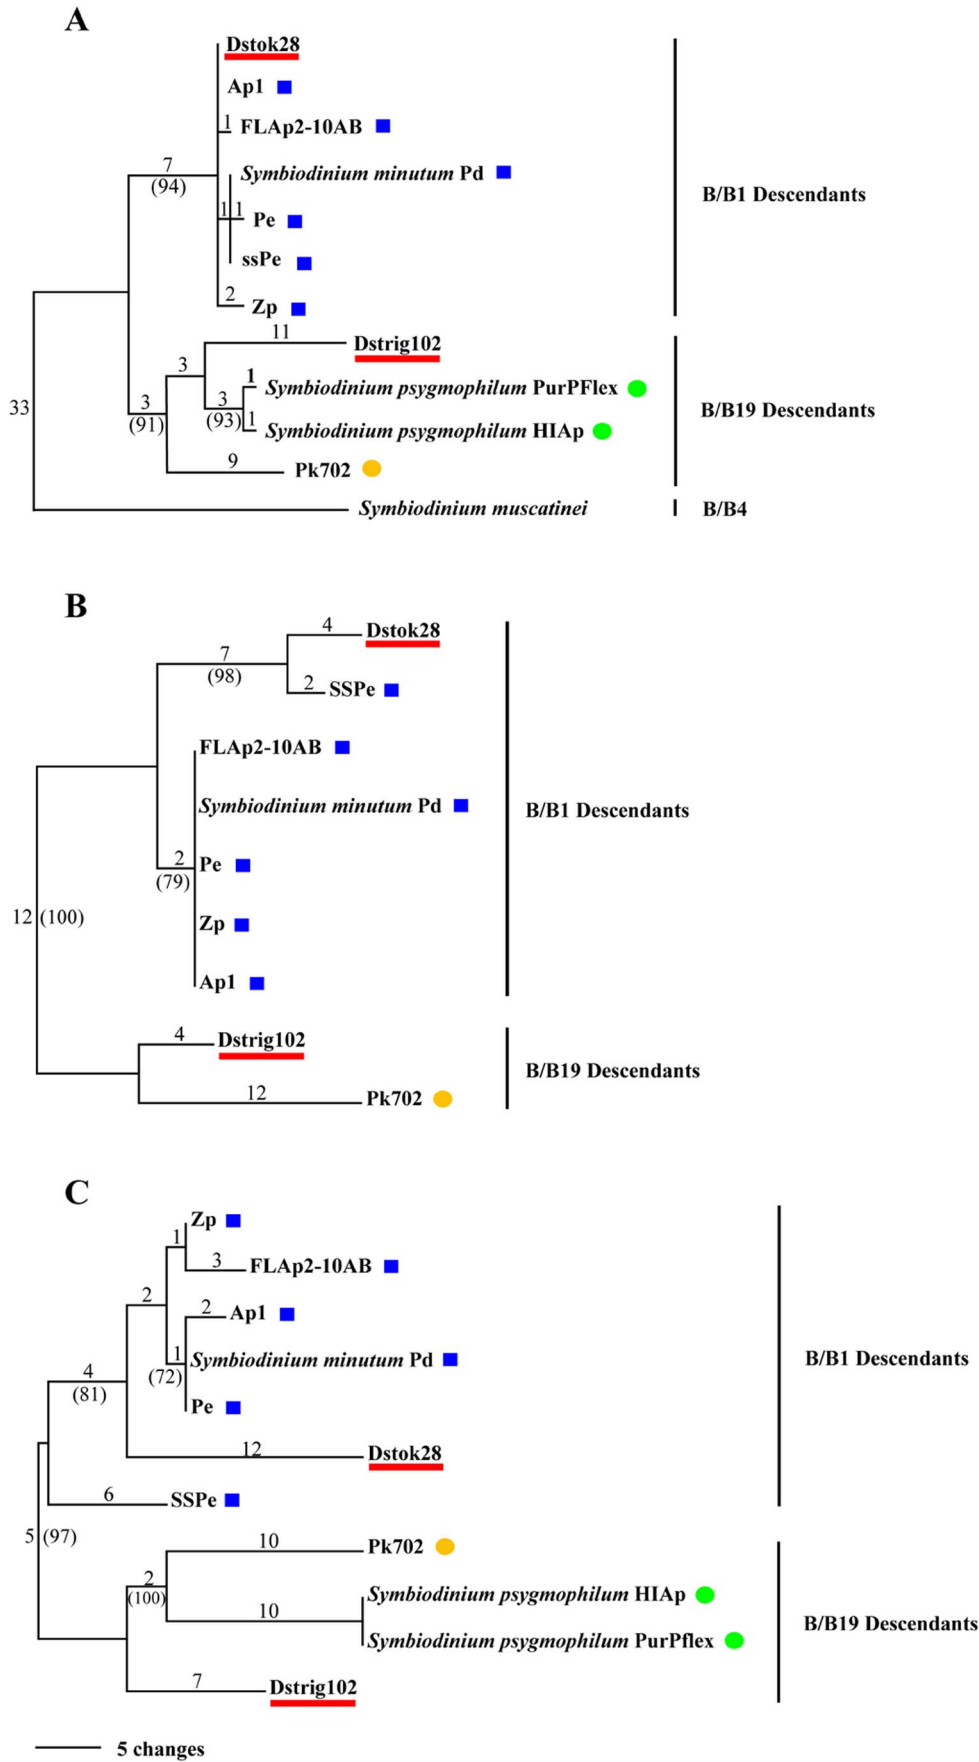 A
Dstok28
Ap1
1 FLAp2-10AB
7 Symbiodinium minutum Pd
(94)
B/B1 Descendants
1 1 Pe
ssPe
2 Zp
11 Dstrig102
3
1 Symbiodinium psygmophilum PurPFlex
3 3
33 (91) (93) B/B19 Descendants
1 Symbiodinium psygmophilum HIAp
9 Pk702
Symbiodinium muscatinei B/B4
B
4 Dstok28
7
(98)
2 SSPe
FLAp2-10AB
Symbiodinium minutum Pd B/B1 Descendants
2 Pe
(79)
12 (100) Zp
Ap1
4 Dstrig102
B/B19 Descendants
12 Pk702
C
Zp
1
3 FLAp2-10AB
2
2 Ap1
1 Symbiodinium minutum Pd B/B1 Descendants
4 (72)
(81)
Pe
12 Dstok28
6 SSPe
5 (97)
10 Pk702
2
(100) Symbiodinium psygmophilum HIAp
10 B/B19 Descendants
Symbiodinium psygmophilum PurPflex
7 Dstrig102
5 changes